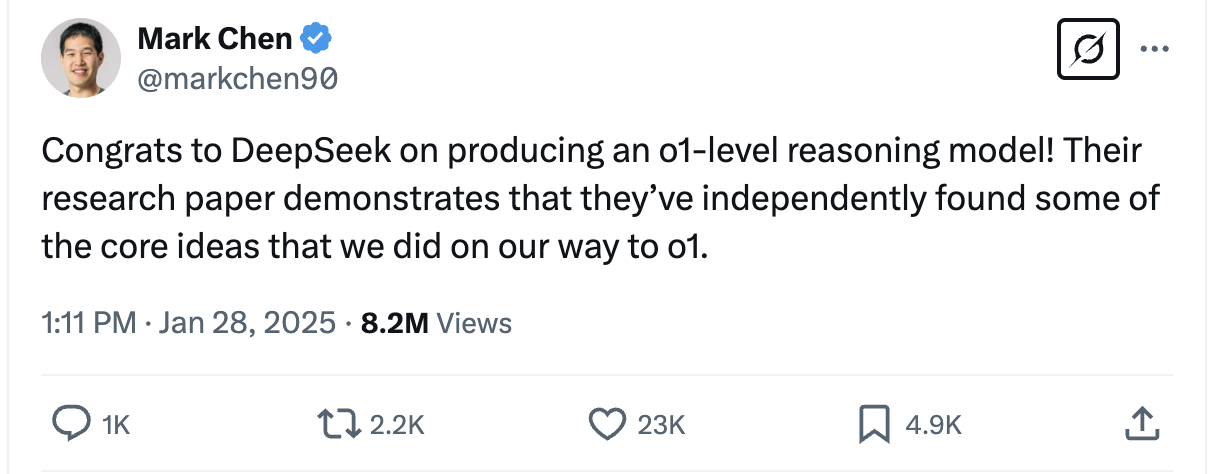 Mark Chen
@markchen90
Congrats to DeepSeek on producing an o1-level reasoning model! Their
research paper demonstrates that they’ve independently found some of
the core ideas that we did on our way to o1.
1:11 PM · Jan 28, 2025 · 8.2M Views
1K 2.2K 23K 4.9K